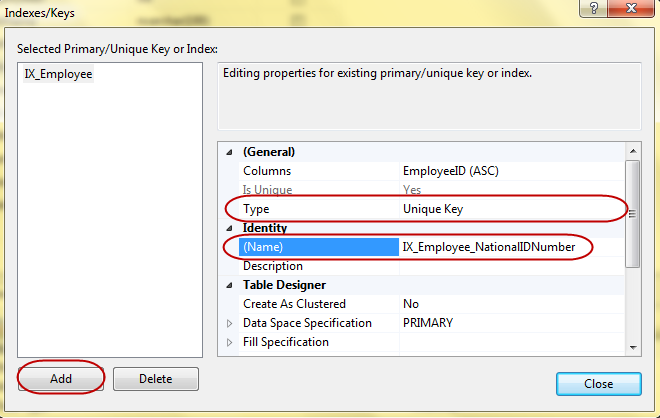 Indexes/Keys
Selected Primary/Unique Key or Index:
IX_Employee
Editing properties for existing primary/unique key or index.
(General)
Columns EmployeeID (ASC)
Is Unique Yes
Type Unique Key
Identity
(Name) IX_Employee_NationalIDNumber
Description
Table Designer
Create As Clustered No
Data Space Specification PRIMARY
Fill Specification
Add Delete
Close